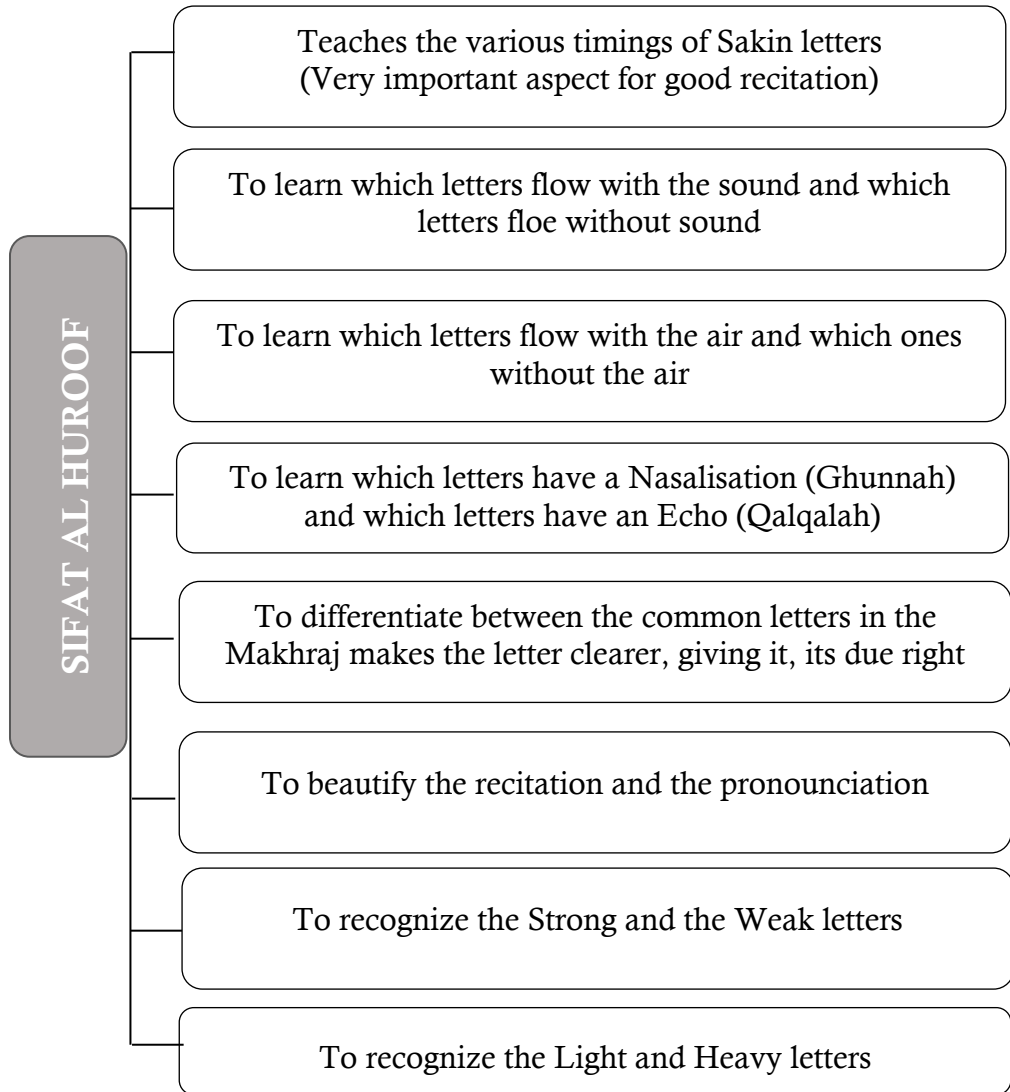 SIFAT AL HUROOF
Teaches the various timings of Sakin letters
(Very important aspect for good recitation)
To learn which letters flow with the sound and which
letters floe without sound
To learn which letters flow with the air and which ones
without the air
To learn which letters have a Nasalisation (Ghunnah)
and which letters have an Echo (Qalqalah)
To differentiate between the common letters in the
Makhraj makes the letter clearer, giving it, its due right
To beautify the recitation and the pronounciation
To recognize the Strong and the Weak letters
To recognize the Light and Heavy letters